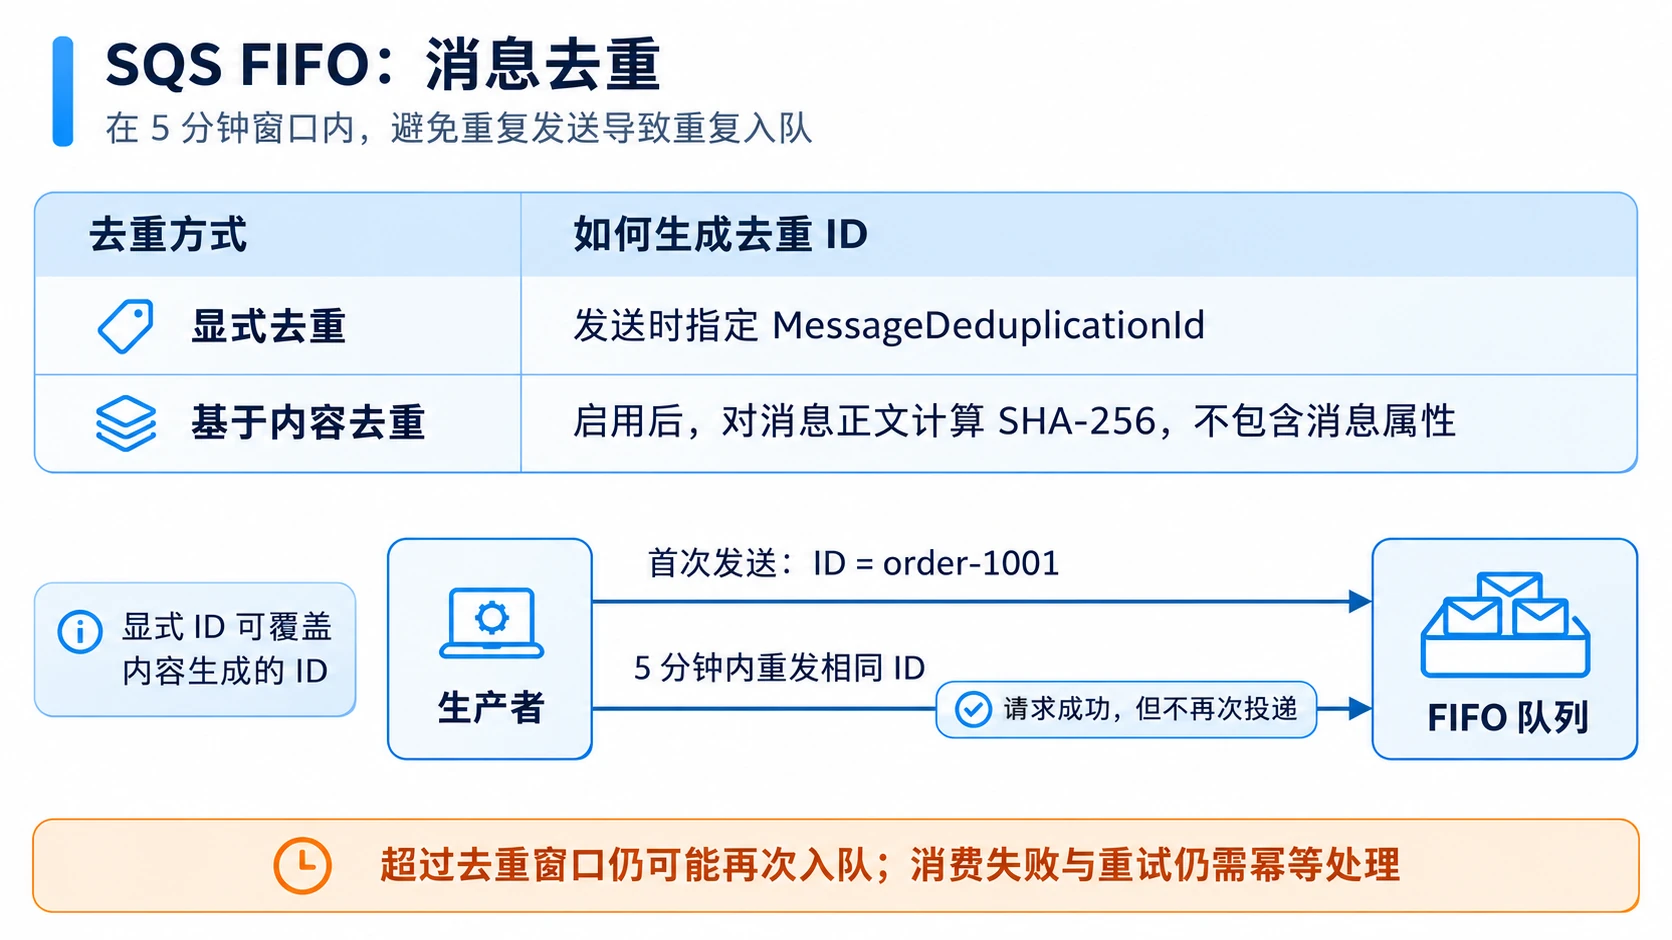 SQS FIFO：消息去重
在 5 分钟窗口内，避免重复发送导致重复入队
去重方式
如何生成去重 ID
显式去重
发送时指定 MessageDeduplicationId
基于内容去重
启用后，对消息正文计算 SHA-256，不包含消息属性
显式 ID 可覆盖
内容生成的 ID
生产者
首次发送：ID = order-1001
5 分钟内重发相同 ID
请求成功，但不再次投递
FIFO 队列
超过去重窗口仍可能再次入队；消费失败与重试仍需幂等处理